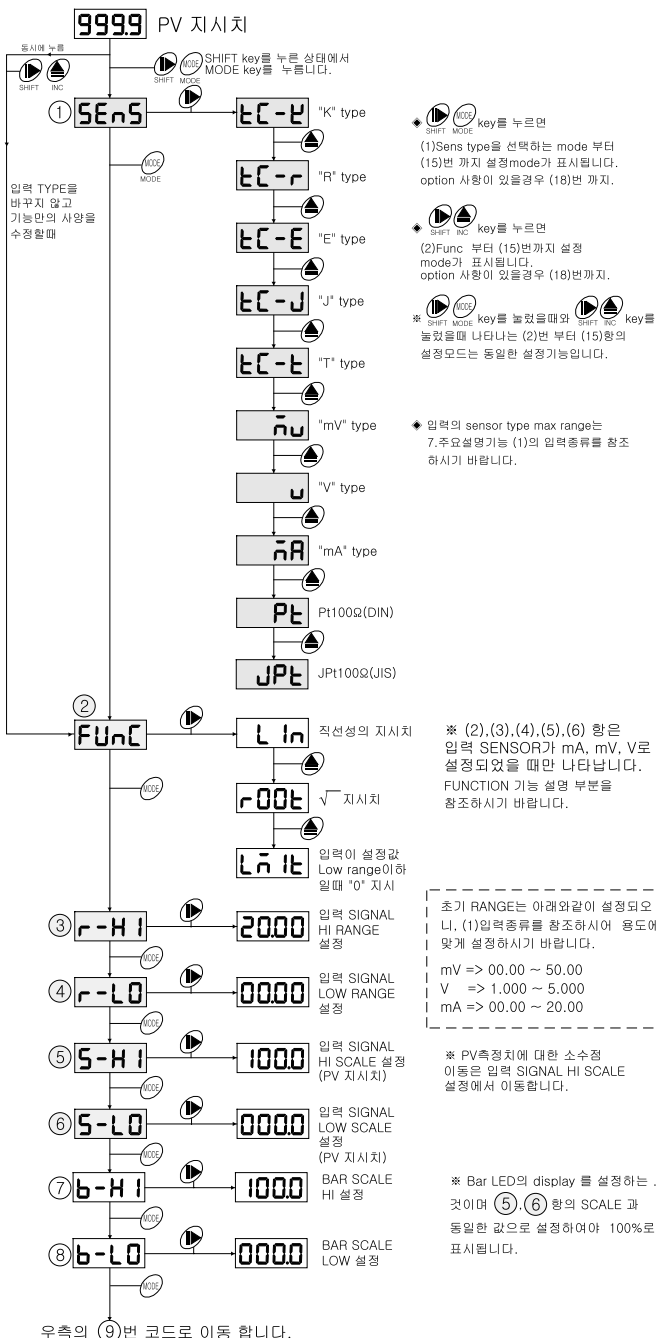 999.9 PV 지시치
동시에 누름
SHIFT INC
SHIFT MODE
SHIFT key를 누른 상태에서
MODE key를 누릅니다.
① SEnS
MODE
MODE
입력 TYPE을
바꾸지 않고
기능만의 사양을
수정할때
tC-K "K" type
tC-r "R" type
tC-E "E" type
tC-J "J" type
tC-t "T" type
mu "mV" type
u "V" type
mA "mA" type
Pt Pt100Ω(DIN)
JPt JPt100Ω(JIS)
◈ SHIFT MODE key를 누르면
(1)Sens type을 선택하는 mode 부터
(15)번 까지 설정mode가 표시됩니다.
option 사항이 있을경우 (18)번 까지.
◈ SHIFT INC key를 누르면
(2)Func 부터 (15)번까지 설정
mode가 표시됩니다.
option 사항이 있을경우 (18)번까지.
※ SHIFT MODE key를 눌렀을때와 SHIFT INC key를
눌렀을때 나타나는 (2)번 부터 (15)항의
설정모드는 동일한 설정기능입니다.
◈ 입력의 sensor type max range는
7.주요설명기능 (1)의 입력종류를 참조
하시기 바랍니다.
② FUnC
MODE
LIn 직선성의 지시치
rOOt √‾ 지시치
LmIt 입력이 설정값
Low range이하
일때 "0" 지시
※ (2),(3),(4),(5),(6) 항은
입력 SENSOR가 mA, mV, V로
설정되었을 때만 나타납니다.
FUNCTION 기능 설명 부분을
참조하시기 바랍니다.
③ r-HI 20.00 입력 SIGNAL
HI RANGE
설정
MODE
④ r-LO 00.00 입력 SIGNAL
LOW RANGE
설정
MODE
초기 RANGE는 아래와같이 설정되오
니, (1)입력종류를 참조하시어 용도에
맞게 설정하시기 바랍니다.
mV => 00.00 ~ 50.00
V => 1.000 ~ 5.000
mA => 00.00 ~ 20.00
⑤ S-HI 100.0 입력 SIGNAL
HI SCALE 설정
(PV 지시치)
MODE
※ PV측정치에 대한 소수점
이동은 입력 SIGNAL HI SCALE
설정에서 이동합니다.
⑥ S-LO 000.0 입력 SIGNAL
LOW SCALE
설정
(PV 지시치)
MODE
⑦ b-HI 100.0 BAR SCALE
HI 설정
MODE
⑧ b-LO 000.0 BAR SCALE
LOW 설정
MODE
※ Bar LED의 display 를 설정하는 .
것이며 ⑤,⑥ 항의 SCALE 과
동일한 값으로 설정하여야 100%로
표시됩니다.
우측의 ⑨번 코드로 이동 합니다.